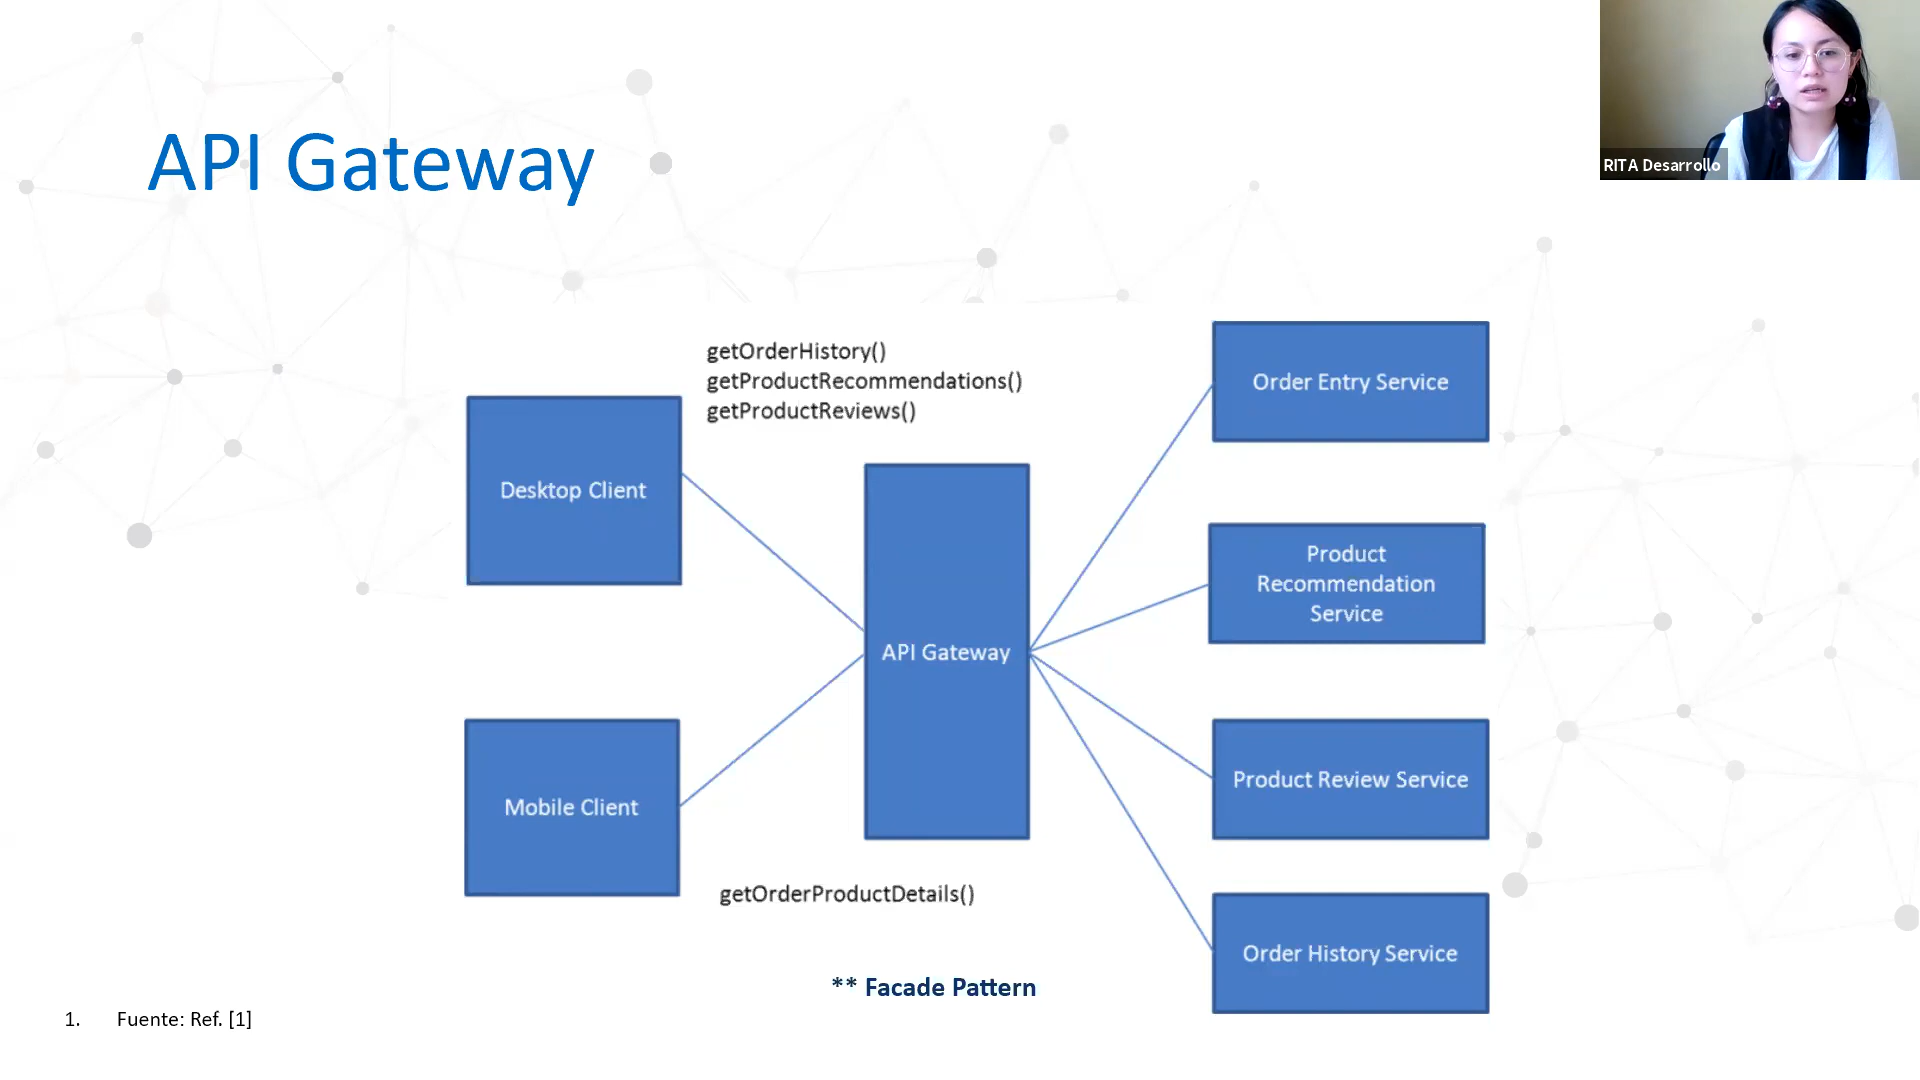 API Gateway
RITA Desarrollo
getOrderHistory()
getProductRecommendations()
getProductReviews()
Desktop Client
Mobile Client
API Gateway
getOrderProductDetails()
Order Entry Service
Product
Recommendation
Service
Product Review Service
Order History Service
** Facade Pattern
1. Fuente: Ref. [1]